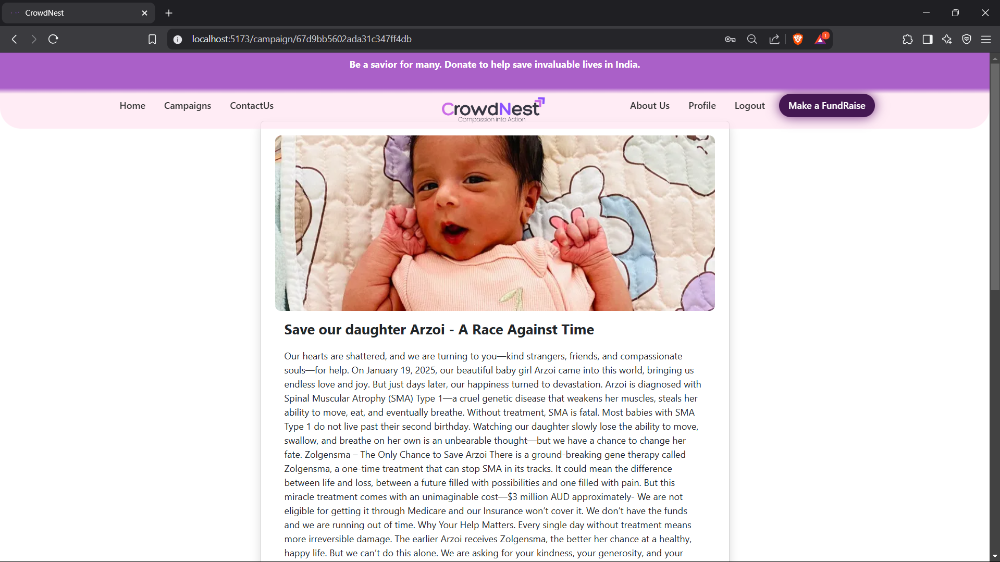 CrowdNest
localhost:5173/campaign/67d9bb5602ada31c347ff4db
1
Be a savior for many. Donate to help save invaluable lives in India.
Home
Campaigns
ContactUs
CrowdNest
Compassion into Action
About Us
Profile
Logout
Make a FundRaise
Save our daughter Arzoi - A Race Against Time
Our hearts are shattered, and we are turning to you—kind strangers, friends, and compassionate
souls—for help. On January 19, 2025, our beautiful baby girl Arzoi came into this world, bringing us
endless love and joy. But just days later, our happiness turned to devastation. Arzoi is diagnosed with
Spinal Muscular Atrophy (SMA) Type 1—a cruel genetic disease that weakens her muscles, steals her
ability to move, eat, and eventually breathe. Without treatment, SMA is fatal. Most babies with SMA
Type 1 do not live past their second birthday. Watching our daughter slowly lose the ability to move,
swallow, and breathe on her own is an unbearable thought—but we have a chance to change her
fate. Zolgensma – The Only Chance to Save Arzoi There is a ground-breaking gene therapy called
Zolgensma, a one-time treatment that can stop SMA in its tracks. It could mean the difference
between life and loss, between a future filled with possibilities and one filled with pain. But this
miracle treatment comes with an unimaginable cost—$3 million AUD approximately- We are not
eligible for getting it through Medicare and our Insurance won't cover it. We don't have the funds
and we are running out of time. Why Your Help Matters. Every single day without treatment means
more irreversible damage. The earlier Arzoi receives Zolgensma, the better her chance at a healthy,
happy life. But we can't do this alone. We are asking for your kindness, your generosity, and your